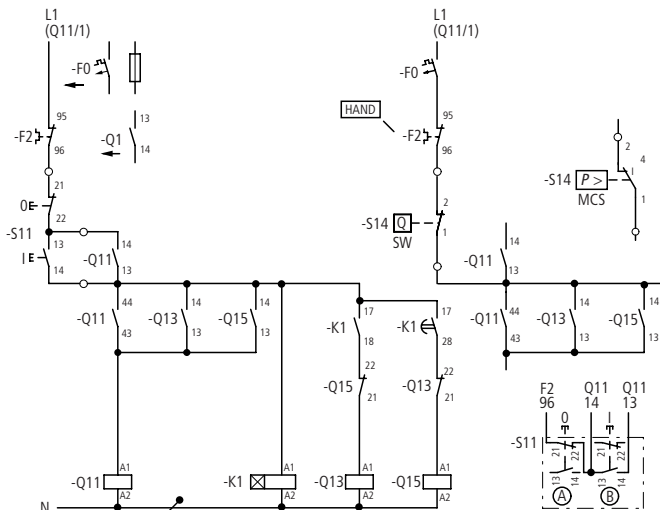 L1
(Q11/1)
L1
(Q11/1)
-F0
-F0
13
95
-F2
96
-Q1
14
HAND
95
-F2
96
2
4
-S14 P >
1
MCS
21
0 E
22
2
-S14 Q
1
SW
-S11
13
I E
14
14
-Q11
13
14
-Q11
13
44
-Q11
43
14
-Q13
13
14
-Q15
13
17
-K1
18
17
-K1
28
44
-Q11
43
14
-Q13
13
14
-Q15
13
22
-Q15
21
22
-Q13
21
F2 Q11 Q11
96 14 13
0 I
-S11
21 22 21 22
13 14 13 14
A B
A1
-Q11
A2
A1
-K1
A2
A1
-Q13
A2
A1
-Q15
A2
N